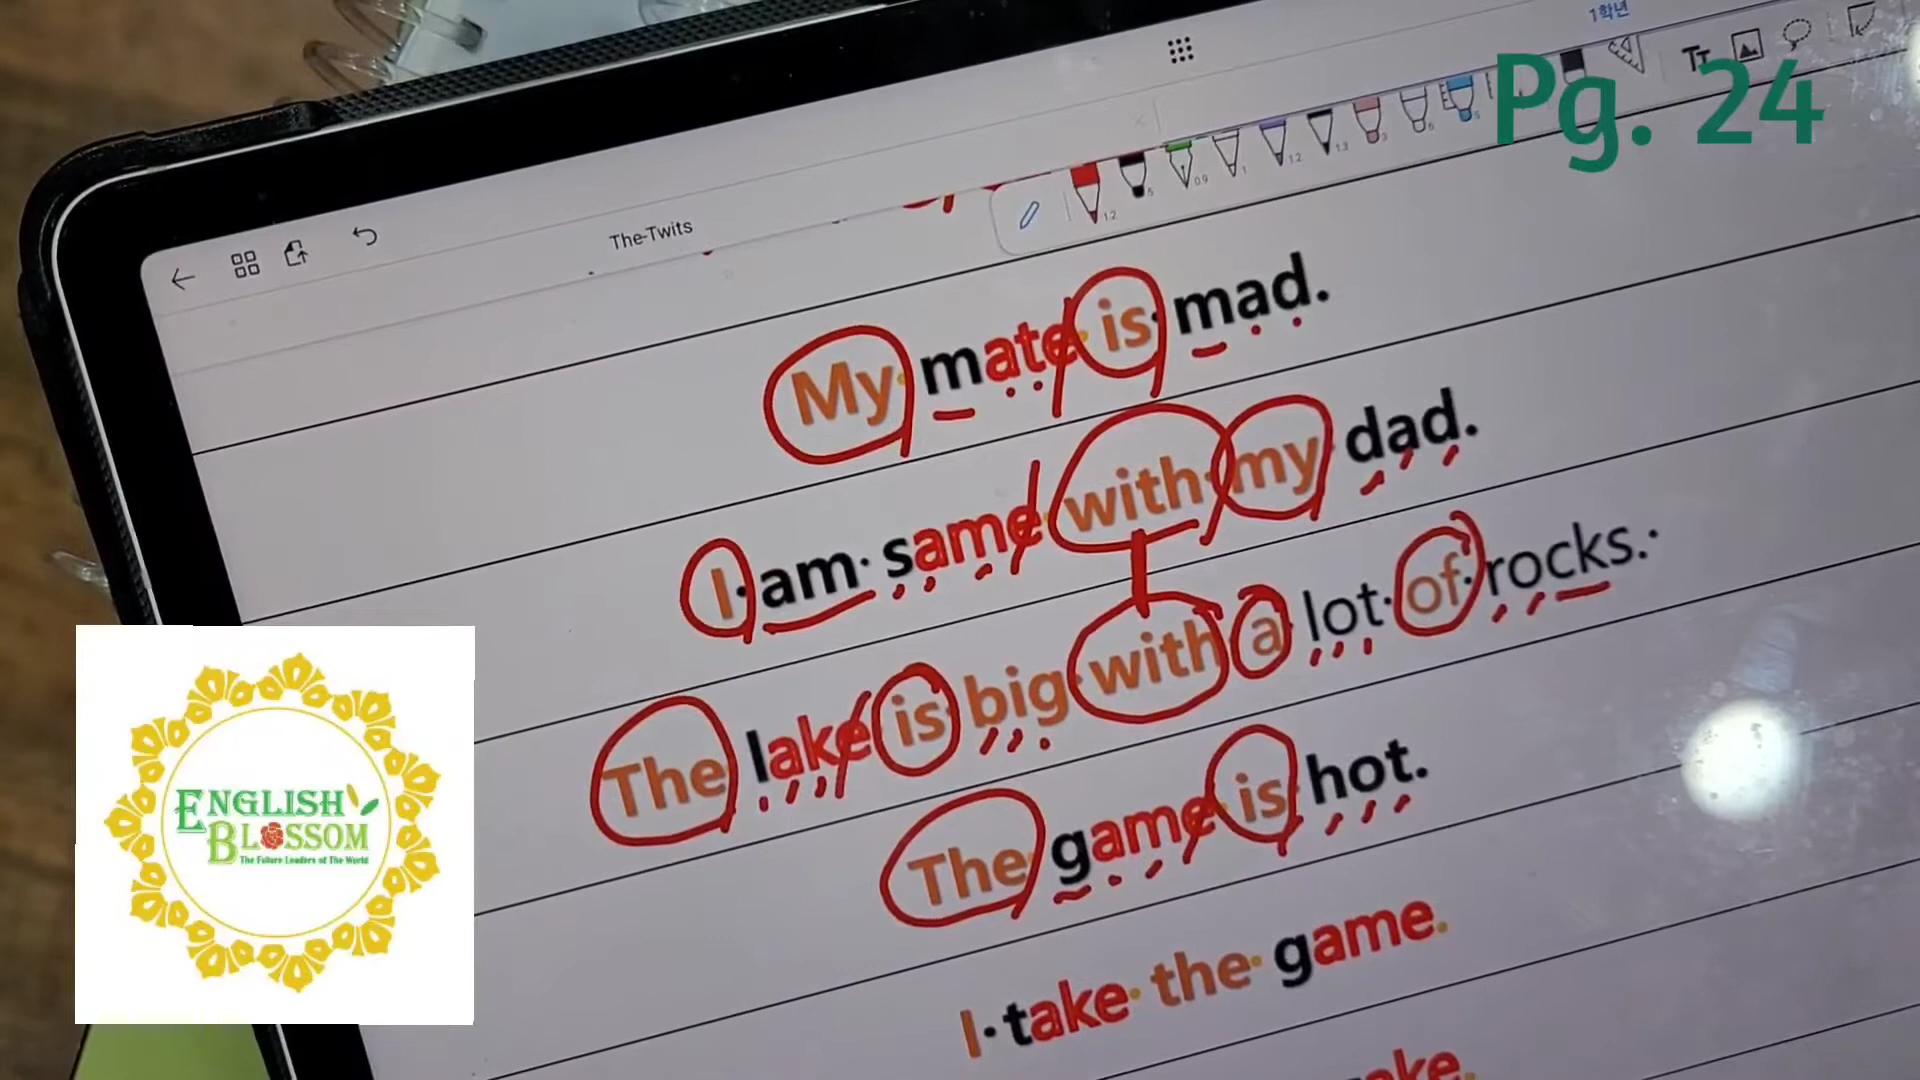 1학년
Pg. 24
The-Twits
My mate is mad.
I am same with my dad.
The lake is big with a lot of rocks.
The game is hot.
I take the game.
ake.
ENGLISH
BLOSSOM
The Future Leaders of The World